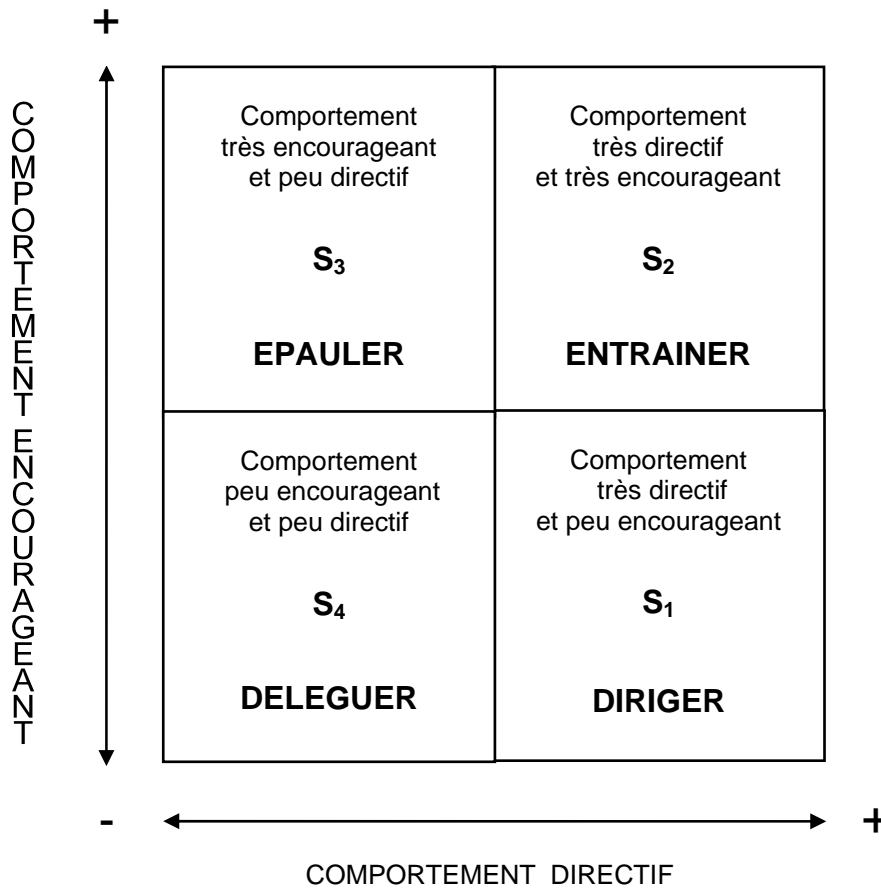 +
COMPORTEMENT ENCOURAGEANT
Comportement
très encourageant
et peu directif
S₃
EPAULER
Comportement
très directif
et très encourageant
S₂
ENTRAINER
Comportement
peu encourageant
et peu directif
S₄
DELEGUER
Comportement
très directif
et peu encourageant
S₁
DIRIGER
-
+
COMPORTEMENT DIRECTIF